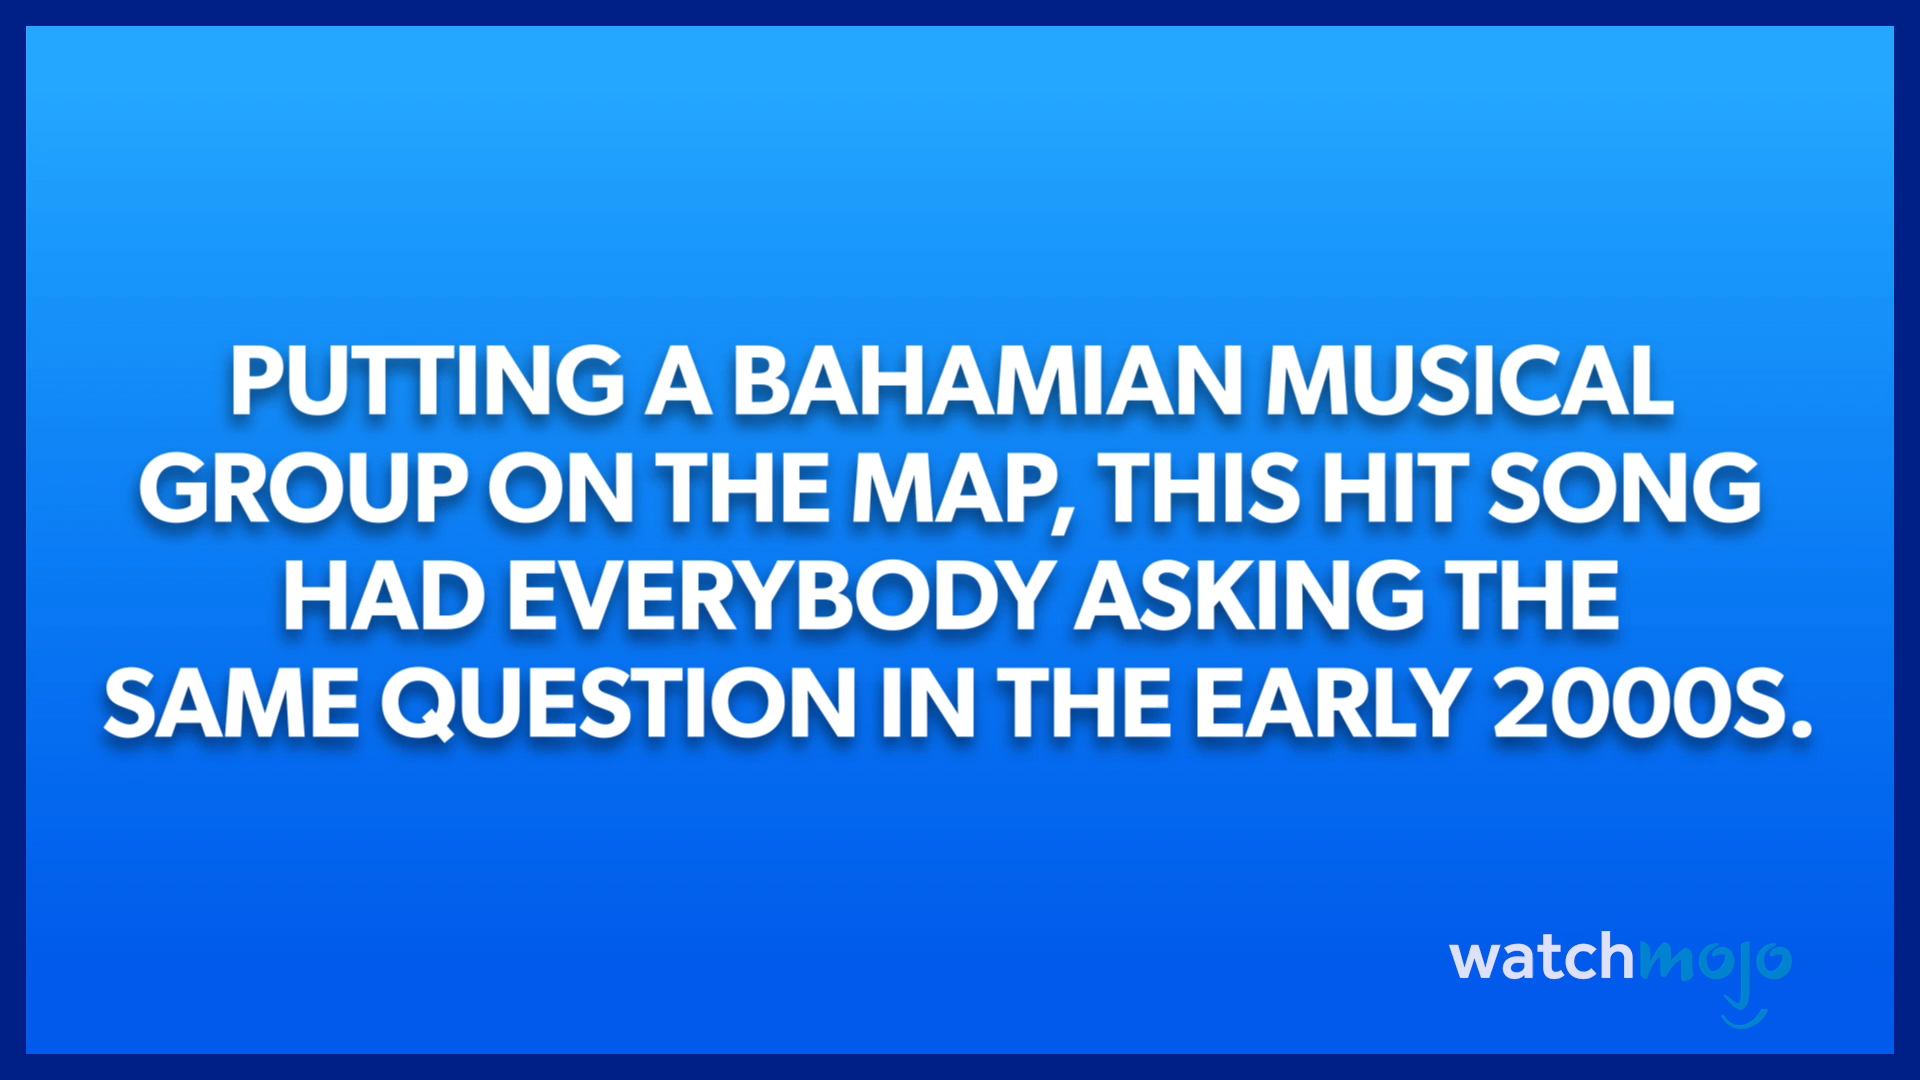 PUTTING A BAHAMIAN MUSICAL
GROUP ON THE MAP, THIS HIT SONG
HAD EVERYBODY ASKING THE
SAME QUESTION IN THE EARLY 2000S.
watchmojo